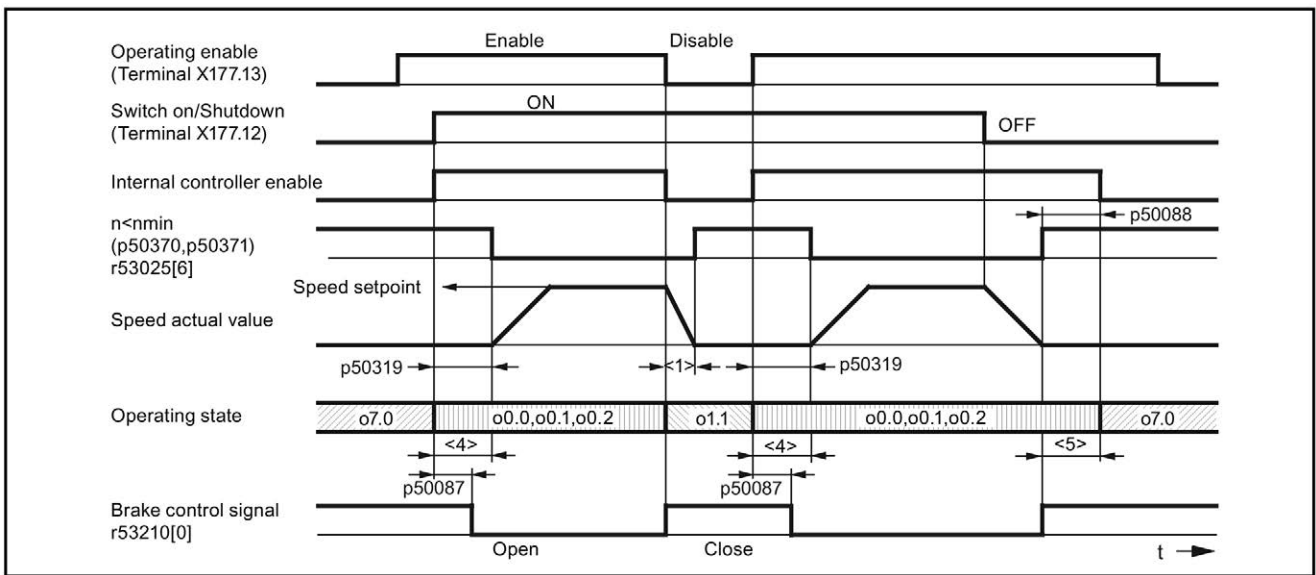 Enable Disable
Operating enable
(Terminal X177.13)
ON
Switch on/Shutdown
(Terminal X177.12)
OFF
Internal controller enable
p50088
n<nmin
(p50370,p50371)
r53025[6]
Speed setpoint
Speed actual value
p50319 <1> p50319
Operating state
o7.0 o0.0,o0.1,o0.2 o1.1 o0.0,o0.1,o0.2 o7.0
<4> <4> <5>
p50087 p50087
Brake control signal
r53210[0]
Open Close t